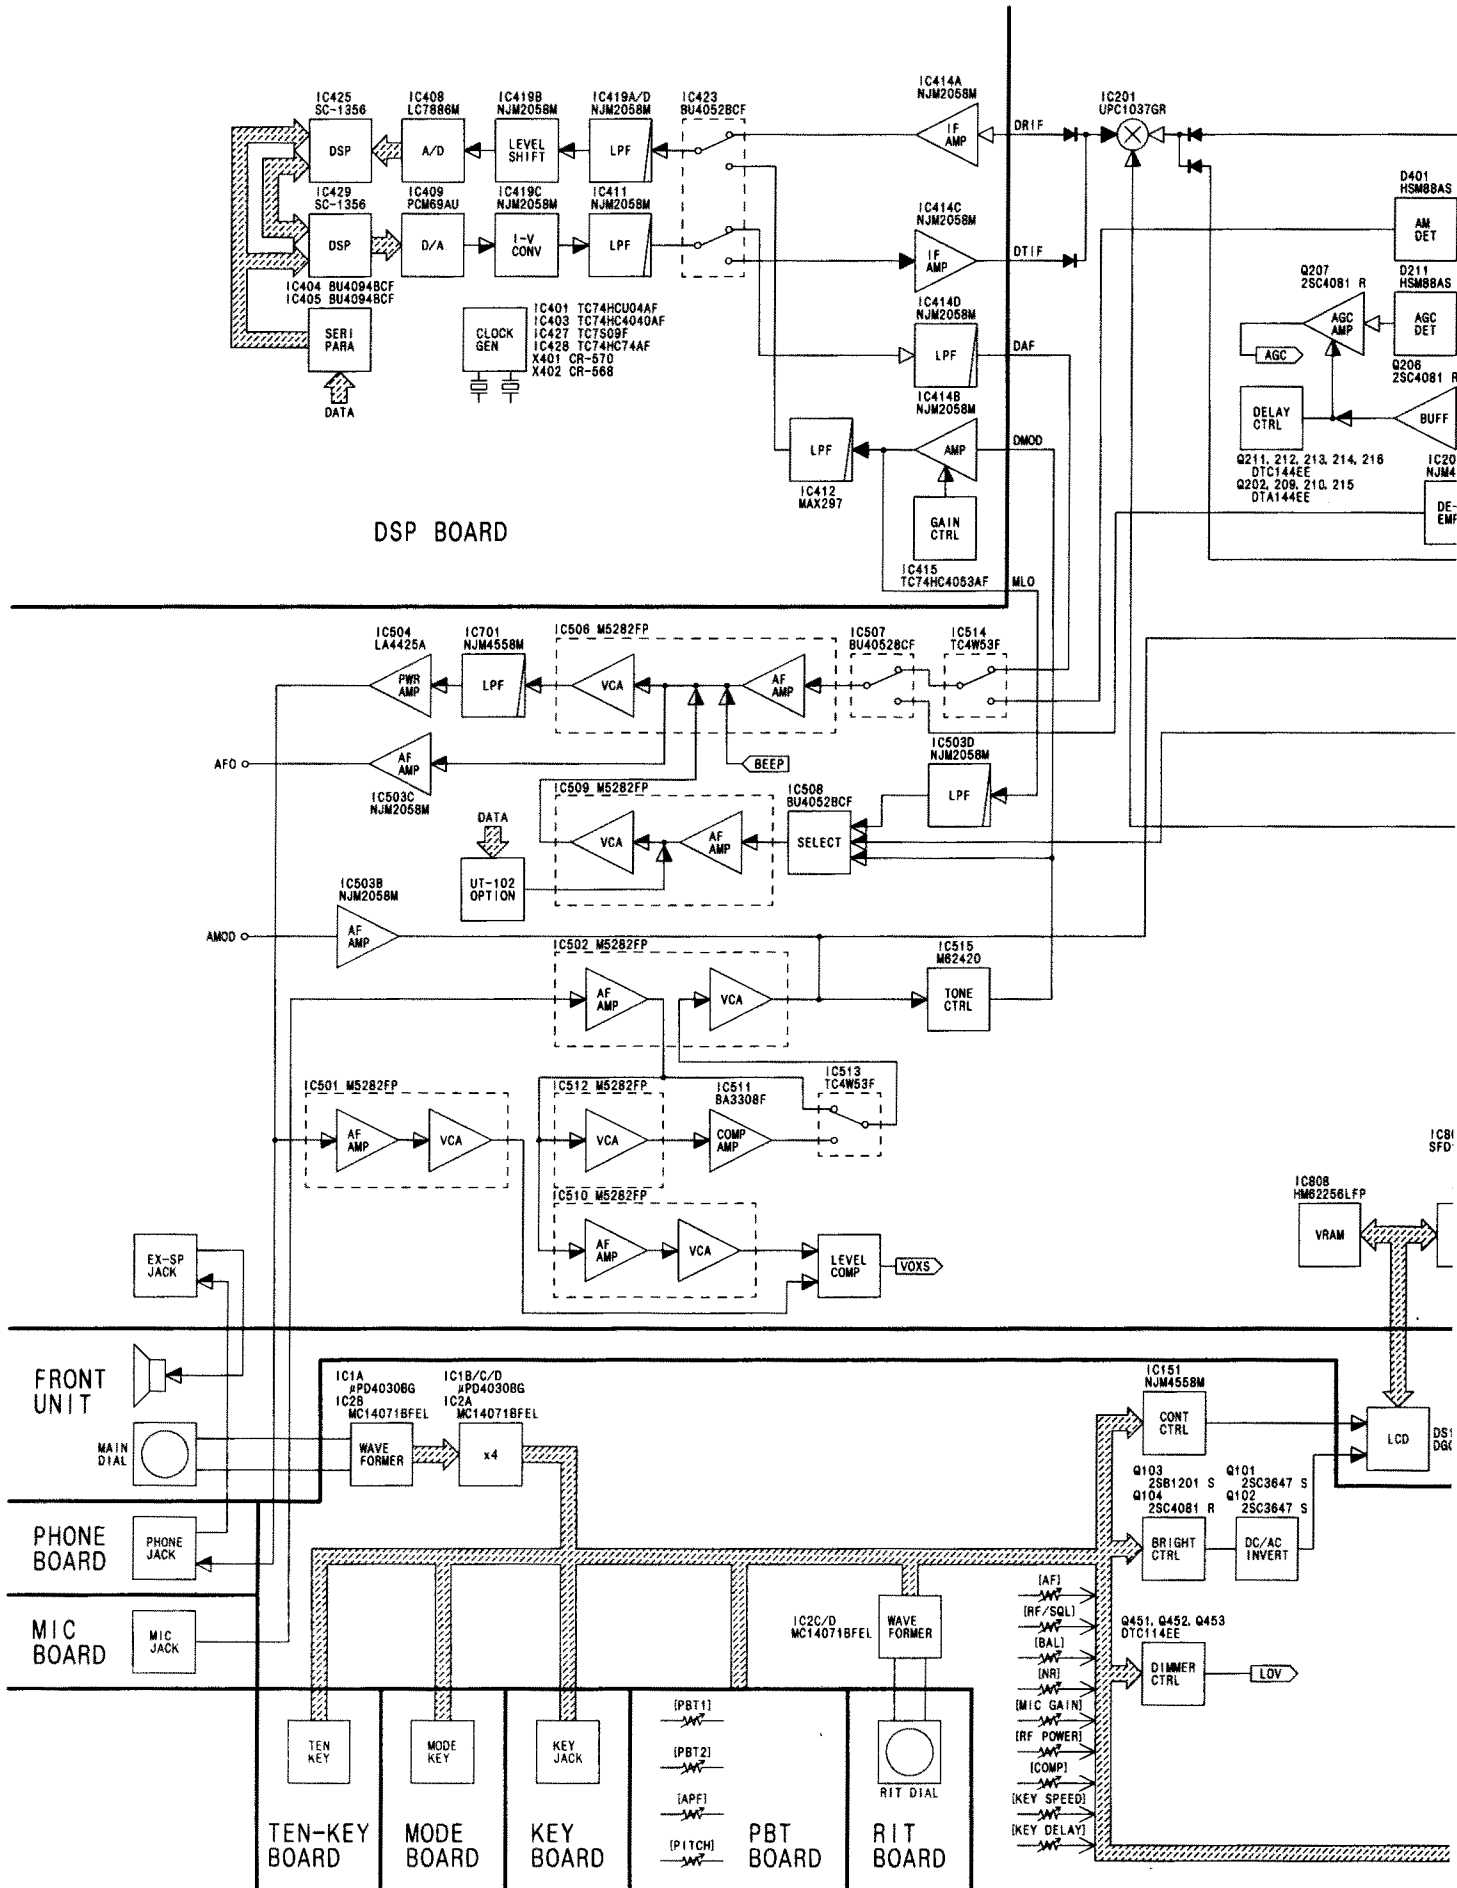 IC425
SC-1356
DSP
IC408
LC7886M
A/D
IC419B
NJM2058M
LEVEL
SHIFT
IC419A/D
NJM2058M
LPF
IC423
BU4052BCF
IC414A
NJM2058M
IF
AMP
DRIF
IC201
UPC1037GR
IC429
SC-1356
DSP
IC409
PCM69AU
D/A
IC419C
NJM2058M
I-V
CONV
IC411
NJM2058M
LPF
IC414C
NJM2058M
IF
AMP
DTIF
D401
HSM88AS
AM
DET
Q207
2SC4081 R
AGC
AMP
D211
HSM88AS
AGC
DET
AGC
IC404 BU4094BCF
IC405 BU4094BCF
SERI
PARA
DATA
CLOCK
GEN
IC401 TC74HCU04AF
IC403 TC74HC4040AF
IC427 TC7S09F
IC428 TC74HC74AF
X401 CR-570
X402 CR-568
IC414D
NJM2058M
LPF
DAF
Q206
2SC4081 R
BUFF
DELAY
CTRL
Q211, 212, 213, 214, 216
DTC144EE
Q202, 209, 210, 215
DTA144EE
IC414B
NJM2058M
AMP
DMOD
LPF
IC412
MAX297
GAIN
CTRL
IC415
TC74HC4053AF
MLO
IC20
NJM4
DE-
EMP
DSP BOARD
IC504
LA4425A
PWR
AMP
IC701
NJM4558M
LPF
IC506 M5282FP
VCA
AF
AMP
IC507
BU4052BCF
IC514
TC4W53F
AFO
AF
AMP
IC503C
NJM2058M
BEEP
IC503D
NJM2058M
LPF
IC509 M5282FP
VCA
AF
AMP
IC508
BU4052BCF
SELECT
DATA
UT-102
OPTION
IC503B
NJM2058M
AMOD
AF
AMP
IC502 M5282FP
AF
AMP
VCA
IC515
M62420
TONE
CTRL
IC501 M5282FP
AF
AMP
VCA
IC512 M5282FP
VCA
IC511
BA3308F
COMP
AMP
IC513
TC4W53F
IC510 M5282FP
AF
AMP
VCA
LEVEL
COMP
VOXS
IC808
HM62256LFP
VRAM
IC8
SFD
EX-SP
JACK
FRONT
UNIT
MAIN
DIAL
IC1A
μPD4030BG
IC2B
MC14071BFEL
WAVE
FORMER
IC1B/C/D
μPD4030BG
IC2A
MC14071BFEL
x4
IC151
NJM4558M
CONT
CTRL
LCD
DS1
Q103
2SB1201 S
Q104
2SC4081 R
BRIGHT
CTRL
Q101
2SC3647 S
Q102
2SC3647 S
DC/AC
INVERT
PHONE
BOARD
PHONE
JACK
MIC
BOARD
MIC
JACK
IC2C/D
MC14071BFEL
WAVE
FORMER
[AF]
[RF/SQL]
[BAL]
[NR]
[MIC GAIN]
[RF POWER]
[COMP]
[KEY SPEED]
[KEY DELAY]
Q451, Q452, Q453
DTC114EE
DIMMER
CTRL
LOV
TEN
KEY
TEN-KEY
BOARD
MODE
KEY
MODE
BOARD
KEY
JACK
KEY
BOARD
[PBT1]
[PBT2]
[APF]
[PITCH]
PBT
BOARD
RIT DIAL
RIT
BOARD